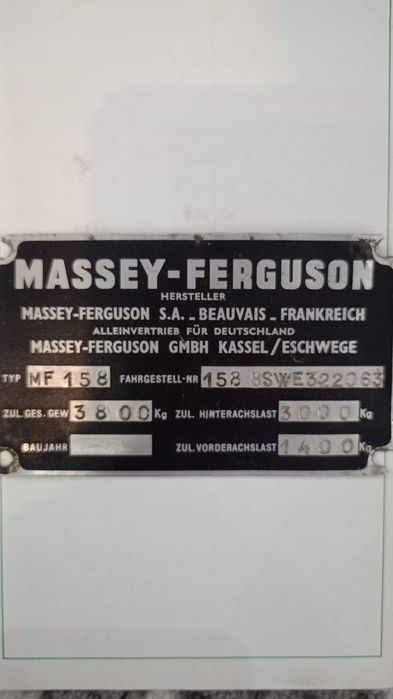 MASSEY-FERGUSON
HERSTELLER
MASSEY-FERGUSON S.A. - BEAUVAIS - FRANKREICH
ALLEINVERTRIEB FÜR DEUTSCHLAND
MASSEY-FERGUSON GMBH KASSEL/ESCHWEGE
TYP MF 158 FAHRGESTELL-NR 158
ZUL. GES. GEW 3800 Kg ZUL. HINTERACHSLAST 3000 Kg
BAUJAHR ZUL. VORDERACHSLAST 1400 Kg